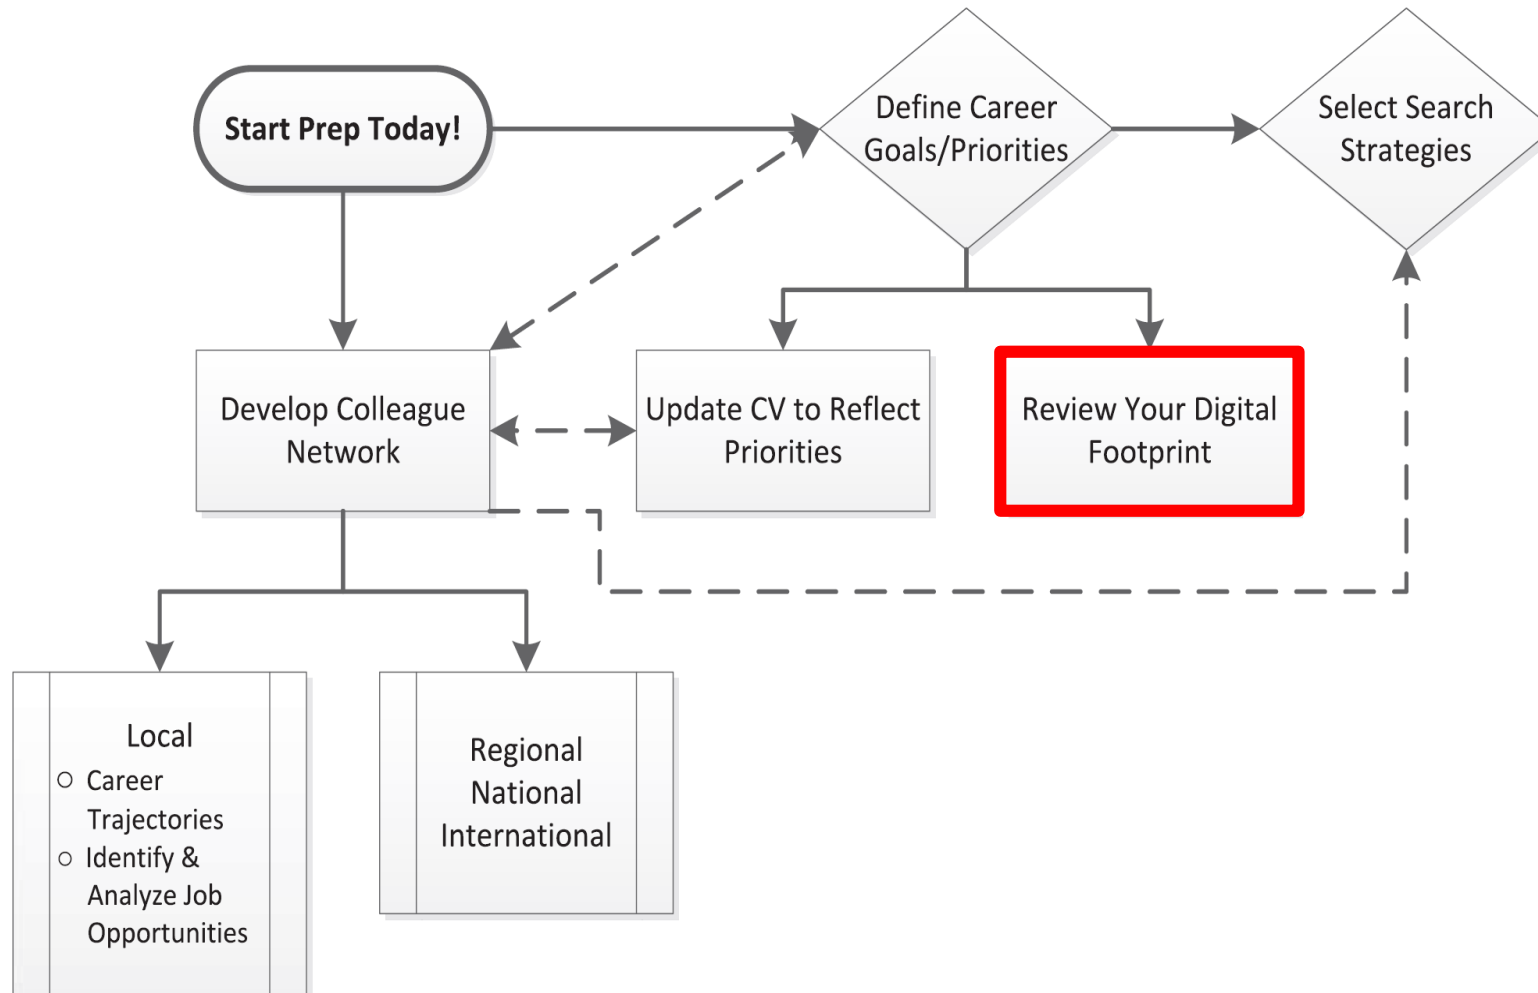 Start Prep Today!
Define Career
Goals/Priorities
Select Search
Strategies
Develop Colleague
Network
Update CV to Reflect
Priorities
Review Your Digital
Footprint
Local
○ Career
Trajectories
○ Identify &
Analyze Job
Opportunities
Regional
National
International